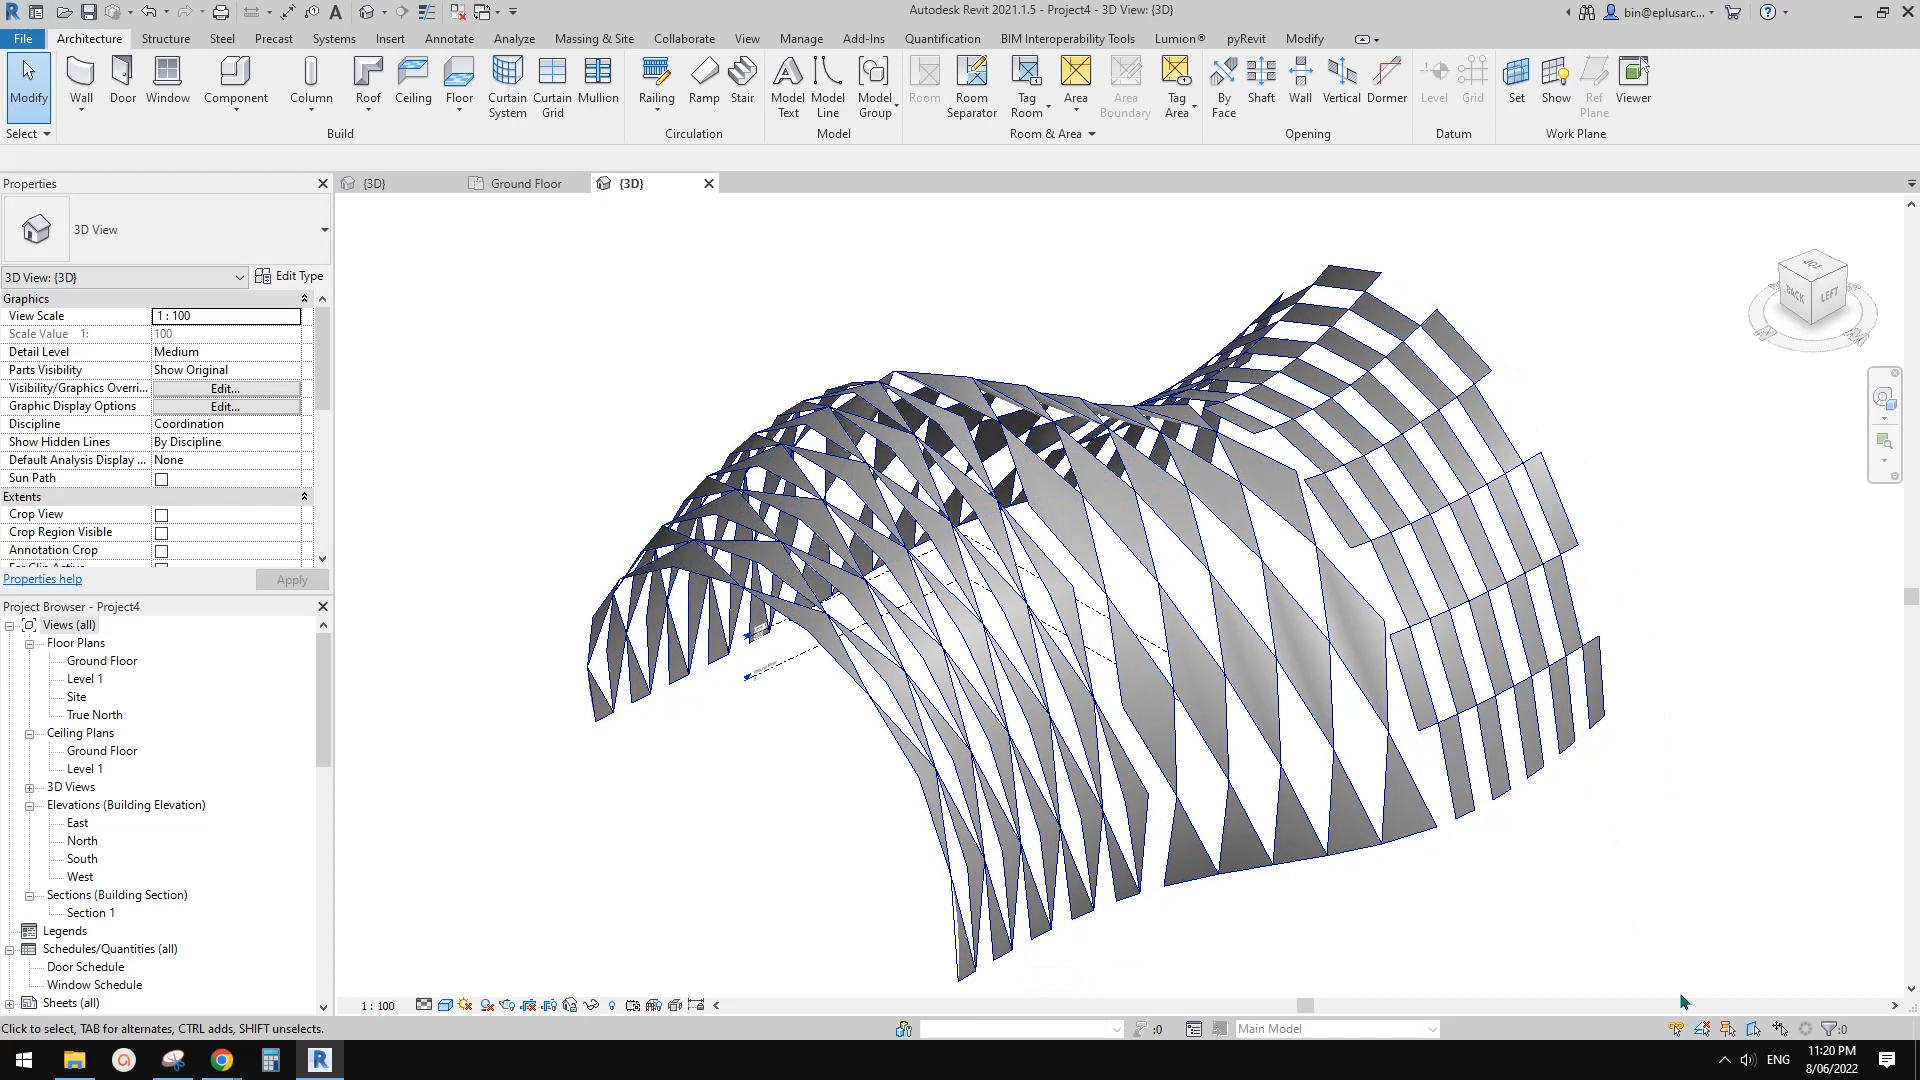 Autodesk Revit 2021.1.5 - Project4 - 3D View: {3D}
bin@eplusarc...
File Architecture Structure Steel Precast Systems Insert Annotate Analyze Massing & Site Collaborate View Manage Add-Ins Quantification BIM Interoperability Tools Lumion® pyRevit Modify
Modify Wall Door Window Component Column Roof Ceiling Floor Curtain System Curtain Grid Mullion Railing Ramp Stair Model Text Model Line Model Group Room Room Separator Tag Room Area Area Boundary Tag Area By Face Shaft Wall Vertical Dormer Level Grid Set Show Ref Plane Viewer
Select Build Circulation Model Room & Area Opening Datum Work Plane
Properties
{3D} Ground Floor {3D}
3D View
3D View: {3D} Edit Type
Graphics
View Scale 1 : 100
Scale Value 1: 100
Detail Level Medium
Parts Visibility Show Original
Visibility/Graphics Overri... Edit...
Graphic Display Options Edit...
Discipline Coordination
Show Hidden Lines By Discipline
Default Analysis Display ... None
Sun Path
Extents
Crop View
Crop Region Visible
Annotation Crop
Properties help Apply
TOP
BACK LEFT
Project Browser - Project4
Views (all)
Floor Plans
Ground Floor
Level 1
Site
True North
Ceiling Plans
Ground Floor
Level 1
3D Views
Elevations (Building Elevation)
East
North
South
West
Sections (Building Section)
Section 1
Legends
Schedules/Quantities (all)
Door Schedule
Window Schedule
Sheets (all)
1 : 100
Click to select, TAB for alternates, CTRL adds, SHIFT unselects.
:0 Main Model :0
ENG 11:20 PM
8/06/2022